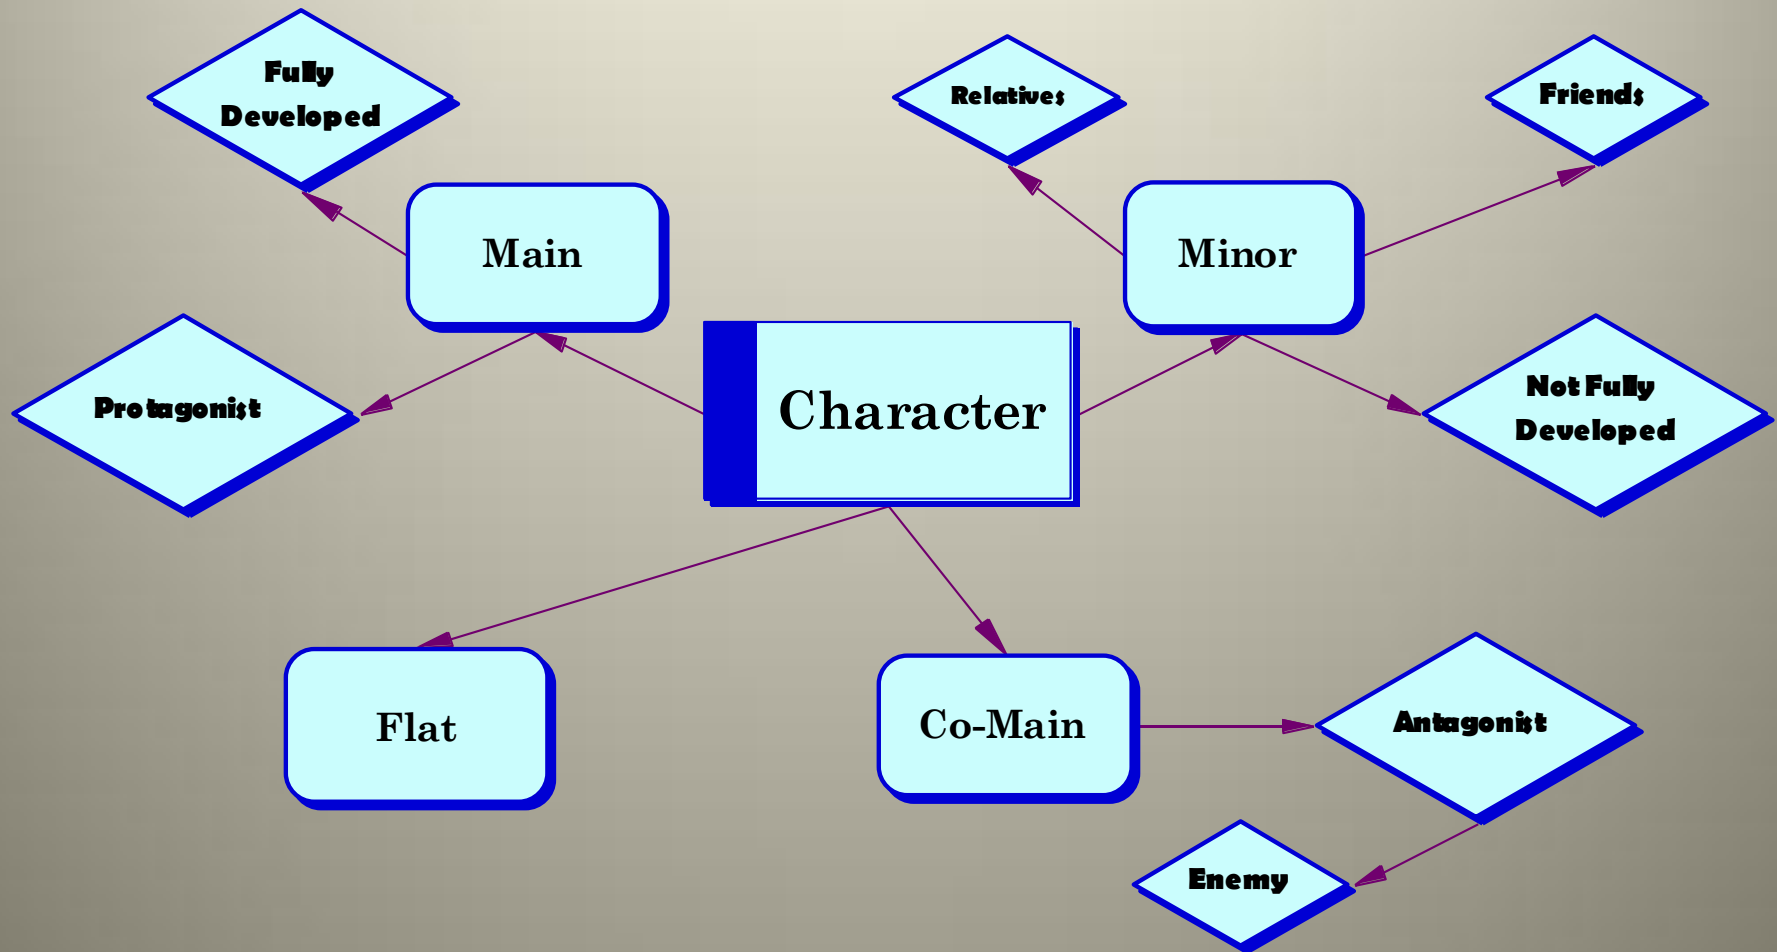 Fully
Developed
Relatives
Friends
Main
Minor
Protagonist
Character
Not Fully
Developed
Flat
Co-Main
Antagonist
Enemy